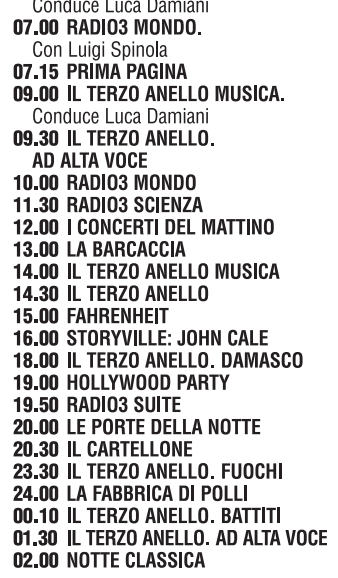 Conduce Luca Damiani
07.00 RADIO3 MONDO.
Con Luigi Spinola
07.15 PRIMA PAGINA
09.00 IL TERZO ANELLO MUSICA.
Conduce Luca Damiani
09.30 IL TERZO ANELLO.
AD ALTA VOCE
10.00 RADIO3 MONDO
11.30 RADIO3 SCIENZA
12.00 I CONCERTI DEL MATTINO
13.00 LA BARCACCIA
14.00 IL TERZO ANELLO MUSICA
14.30 IL TERZO ANELLO
15.00 FAHRENHEIT
16.00 STORYVILLE: JOHN CALE
18.00 IL TERZO ANELLO. DAMASCO
19.00 HOLLYWOOD PARTY
19.50 RADIO3 SUITE
20.00 LE PORTE DELLA NOTTE
20.30 IL CARTELLONE
23.30 IL TERZO ANELLO. FUOCHI
24.00 LA FABBRICA DI POLLI
00.10 IL TERZO ANELLO. BATTITI
01.30 IL TERZO ANELLO. AD ALTA VOCE
02.00 NOTTE CLASSICA